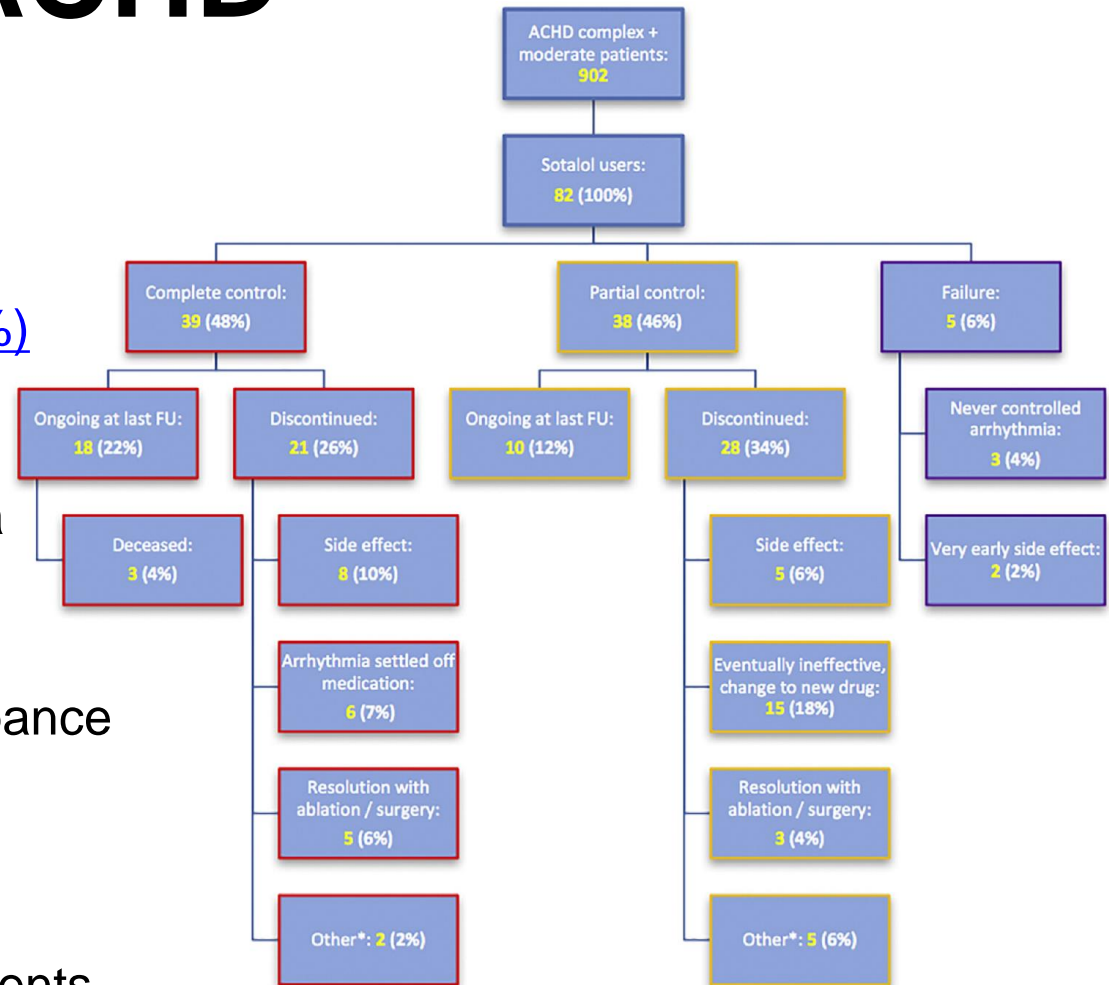 ACHD
%)
a
bance
ents
ACHD complex +
moderate patients:
902
Sotalol users:
82 (100%)
Complete control:
39 (48%)
Partial control:
38 (46%)
Failure:
5 (6%)
Ongoing at last FU:
18 (22%)
Discontinued:
21 (26%)
Ongoing at last FU:
10 (12%)
Discontinued:
28 (34%)
Never controlled
arrhythmia:
3 (4%)
Deceased:
3 (4%)
Side effect:
8 (10%)
Side effect:
5 (6%)
Very early side effect:
2 (2%)
Arrhythmia settled off
medication:
6 (7%)
Eventually ineffective,
change to new drug:
15 (18%)
Resolution with
ablation / surgery:
5 (6%)
Resolution with
ablation / surgery:
3 (4%)
Other*: 2 (2%)
Other*: 5 (6%)